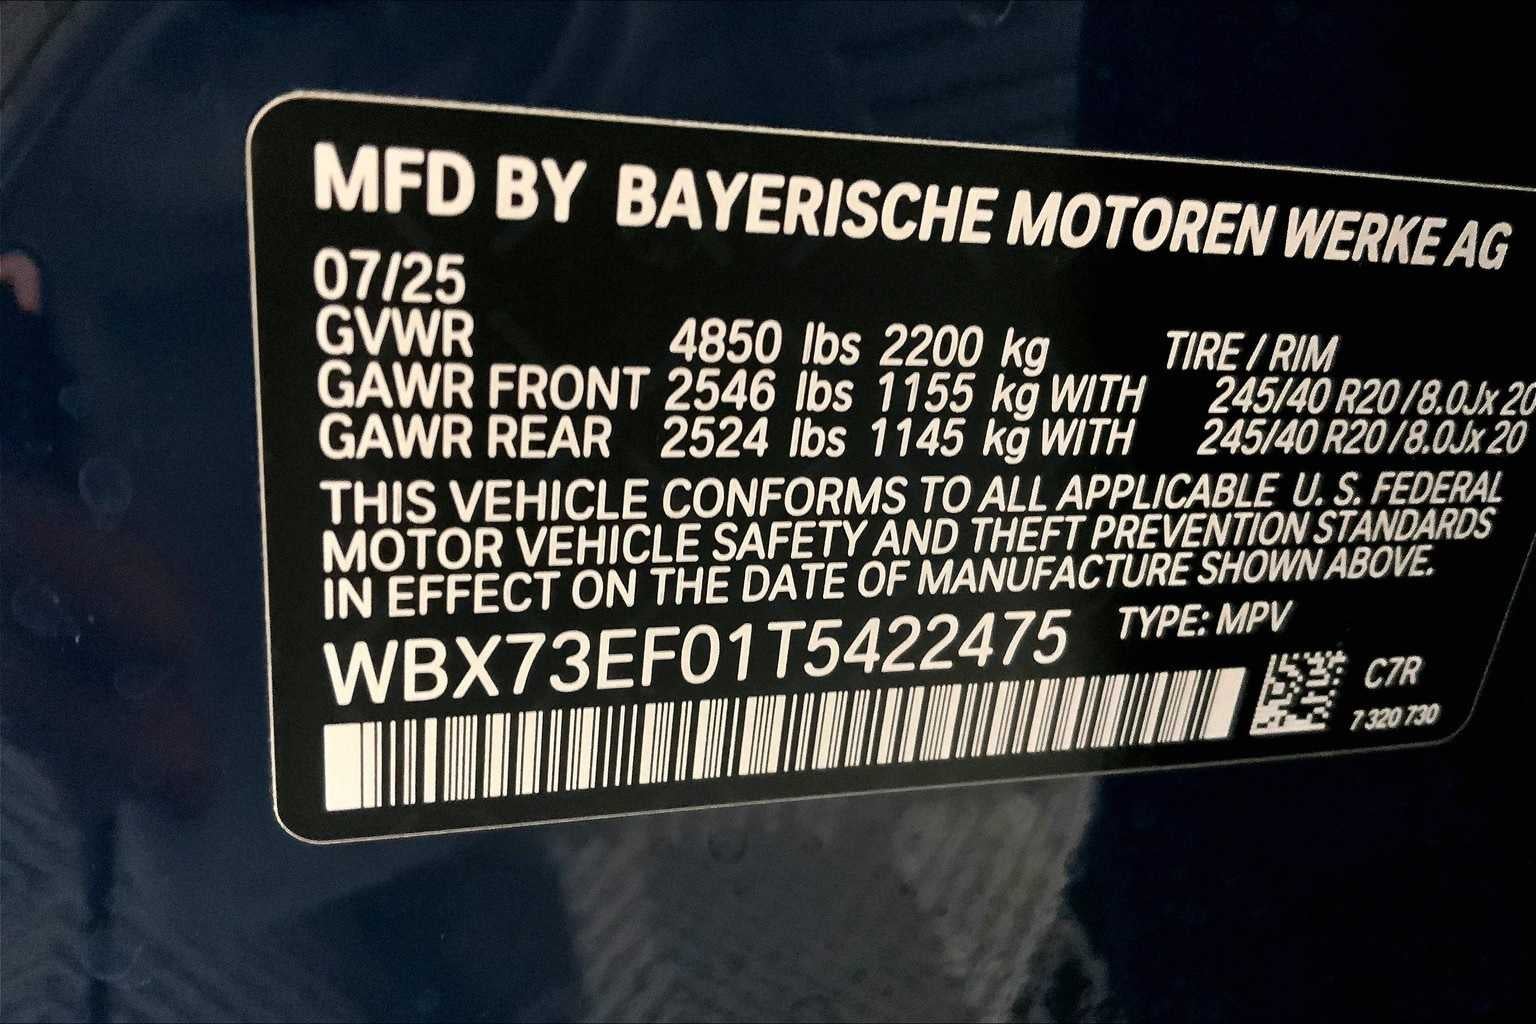 MFD BY BAYERISCHE MOTOREN WERKE AG
07/25
GVWR 4850 lbs 2200 kg TIRE / RIM
GAWR FRONT 2546 lbs 1155 kg WITH 245/40 R20 / 8.0Jx 20
GAWR REAR 2524 lbs 1145 kg WITH 245/40 R20 / 8.0Jx 20
THIS VEHICLE CONFORMS TO ALL APPLICABLE U. S. FEDERAL
MOTOR VEHICLE SAFETY AND THEFT PREVENTION STANDARDS
IN EFFECT ON THE DATE OF MANUFACTURE SHOWN ABOVE.
WBX73EF01T5422475 TYPE: MPV
C7R
7 320 730